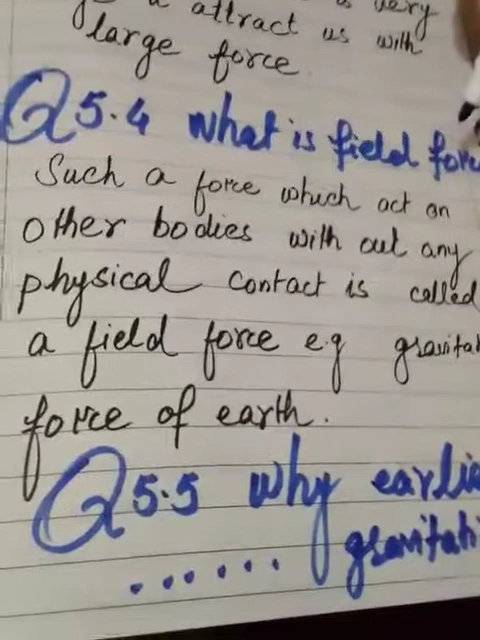 a attract us with
large force
Q5.4 What is field
Such a force which act on
other bodies with out any
physical contact is called
a field force e.g
force of earth.
Q5.5 Why
......